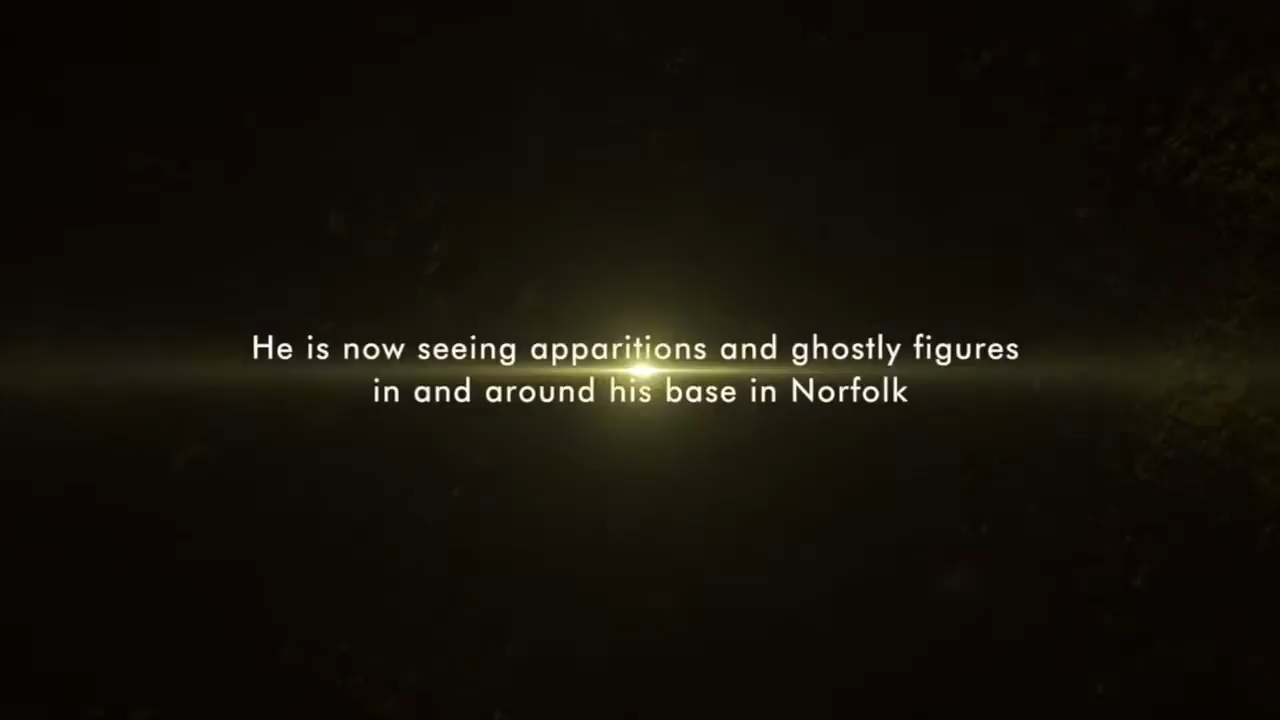 He is now seeing apparitions and ghostly figures
in and around his base in Norfolk